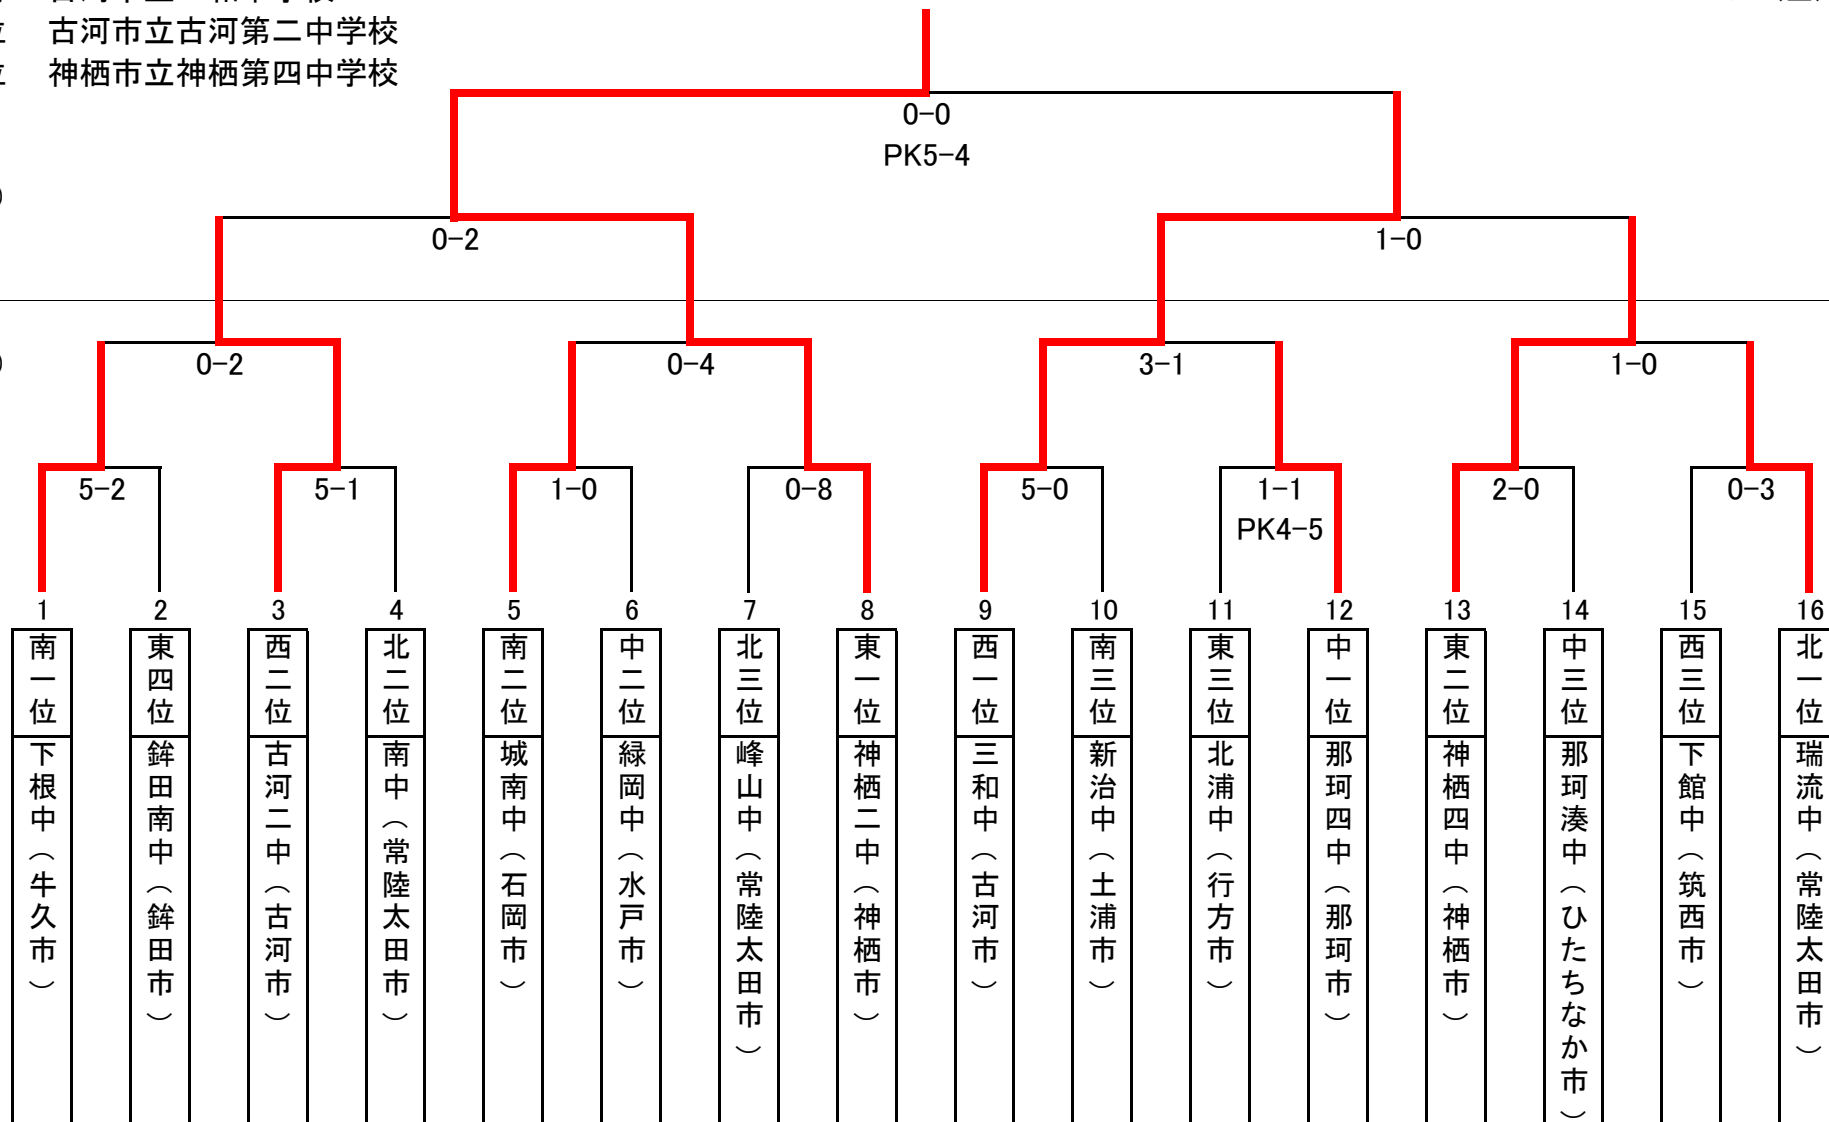 位 古河市立古河第二中学校
位 神栖市立神栖第四中学校
0-0
PK5-4
0-2
1-0
0-2
0-4
3-1
1-0
5-2
5-1
1-0
0-8
5-0
1-1
2-0
0-3
PK4-5
1
2
3
4
5
6
7
8
9
10
11
12
13
14
15
16
南一位
東四位
西二位
北二位
南二位
中二位
北三位
東一位
西一位
南三位
東三位
中一位
東二位
中三位
西三位
北一位
下根中（牛久市）
鉾田南中（鉾田市）
古河二中（古河市）
南中（常陸太田市）
城南中（石岡市）
緑岡中（水戸市）
峰山中（常陸太田市）
神栖二中（神栖市）
三和中（古河市）
新治中（土浦市）
北浦中（行方市）
那珂四中（那珂市）
神栖四中（神栖市）
那珂湊中（ひたちなか市）
下館中（筑西市）
瑞流中（常陸太田市）